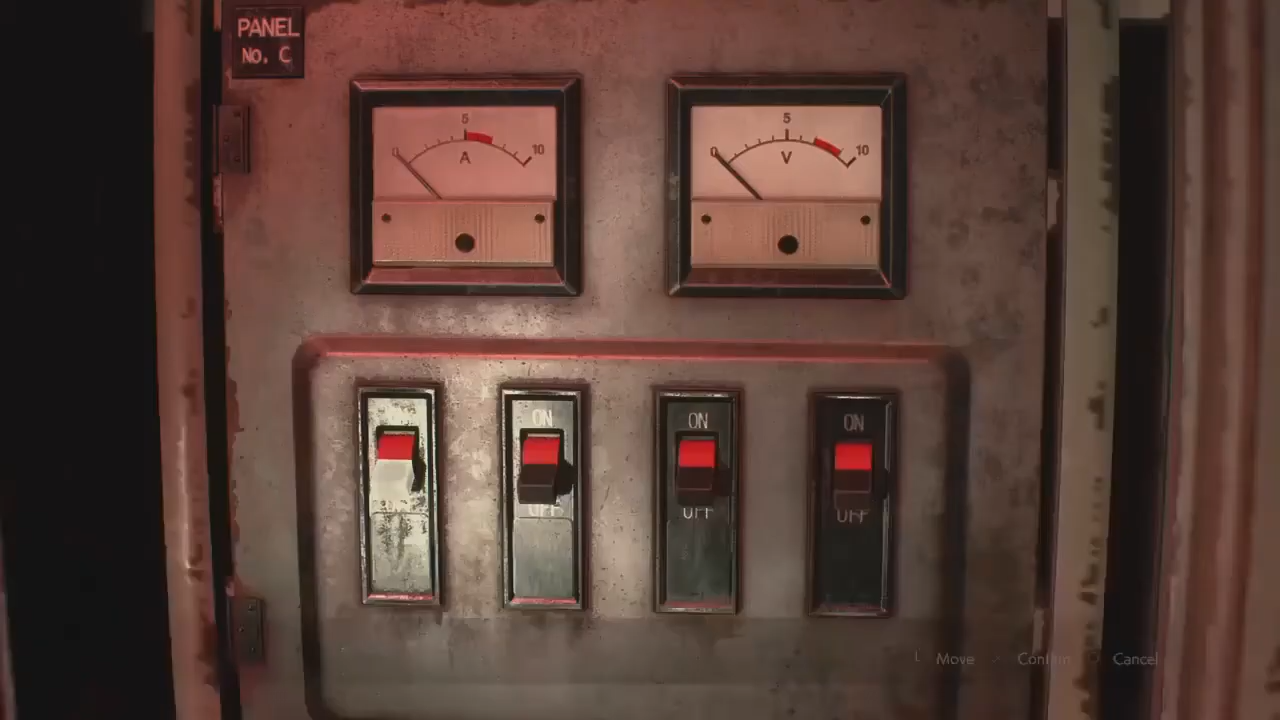 PANEL
No. C
0 5 10
A
0 5 10
V
ON ON ON
OFF OFF OFF
Move Confirm Cancel